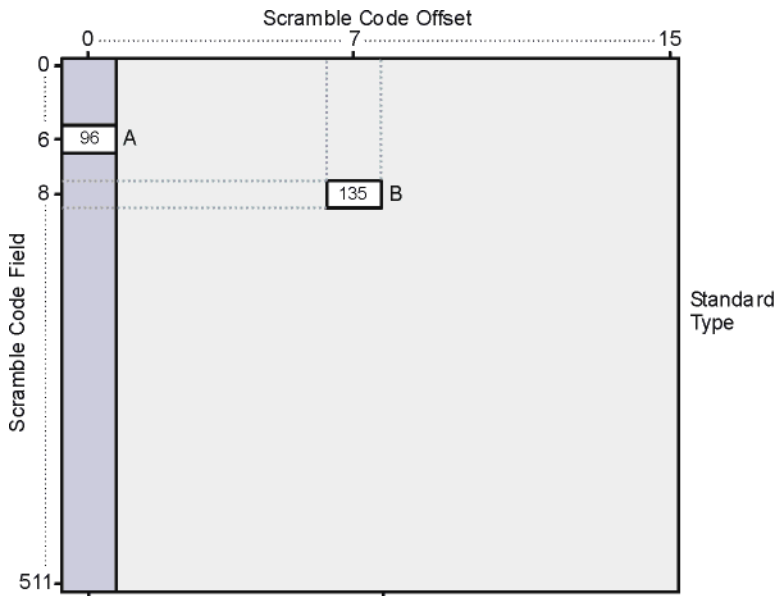 Scramble Code Offset
0 7 15
0
6 96 A
8 135 B
Scramble Code Field
Standard
Type
511